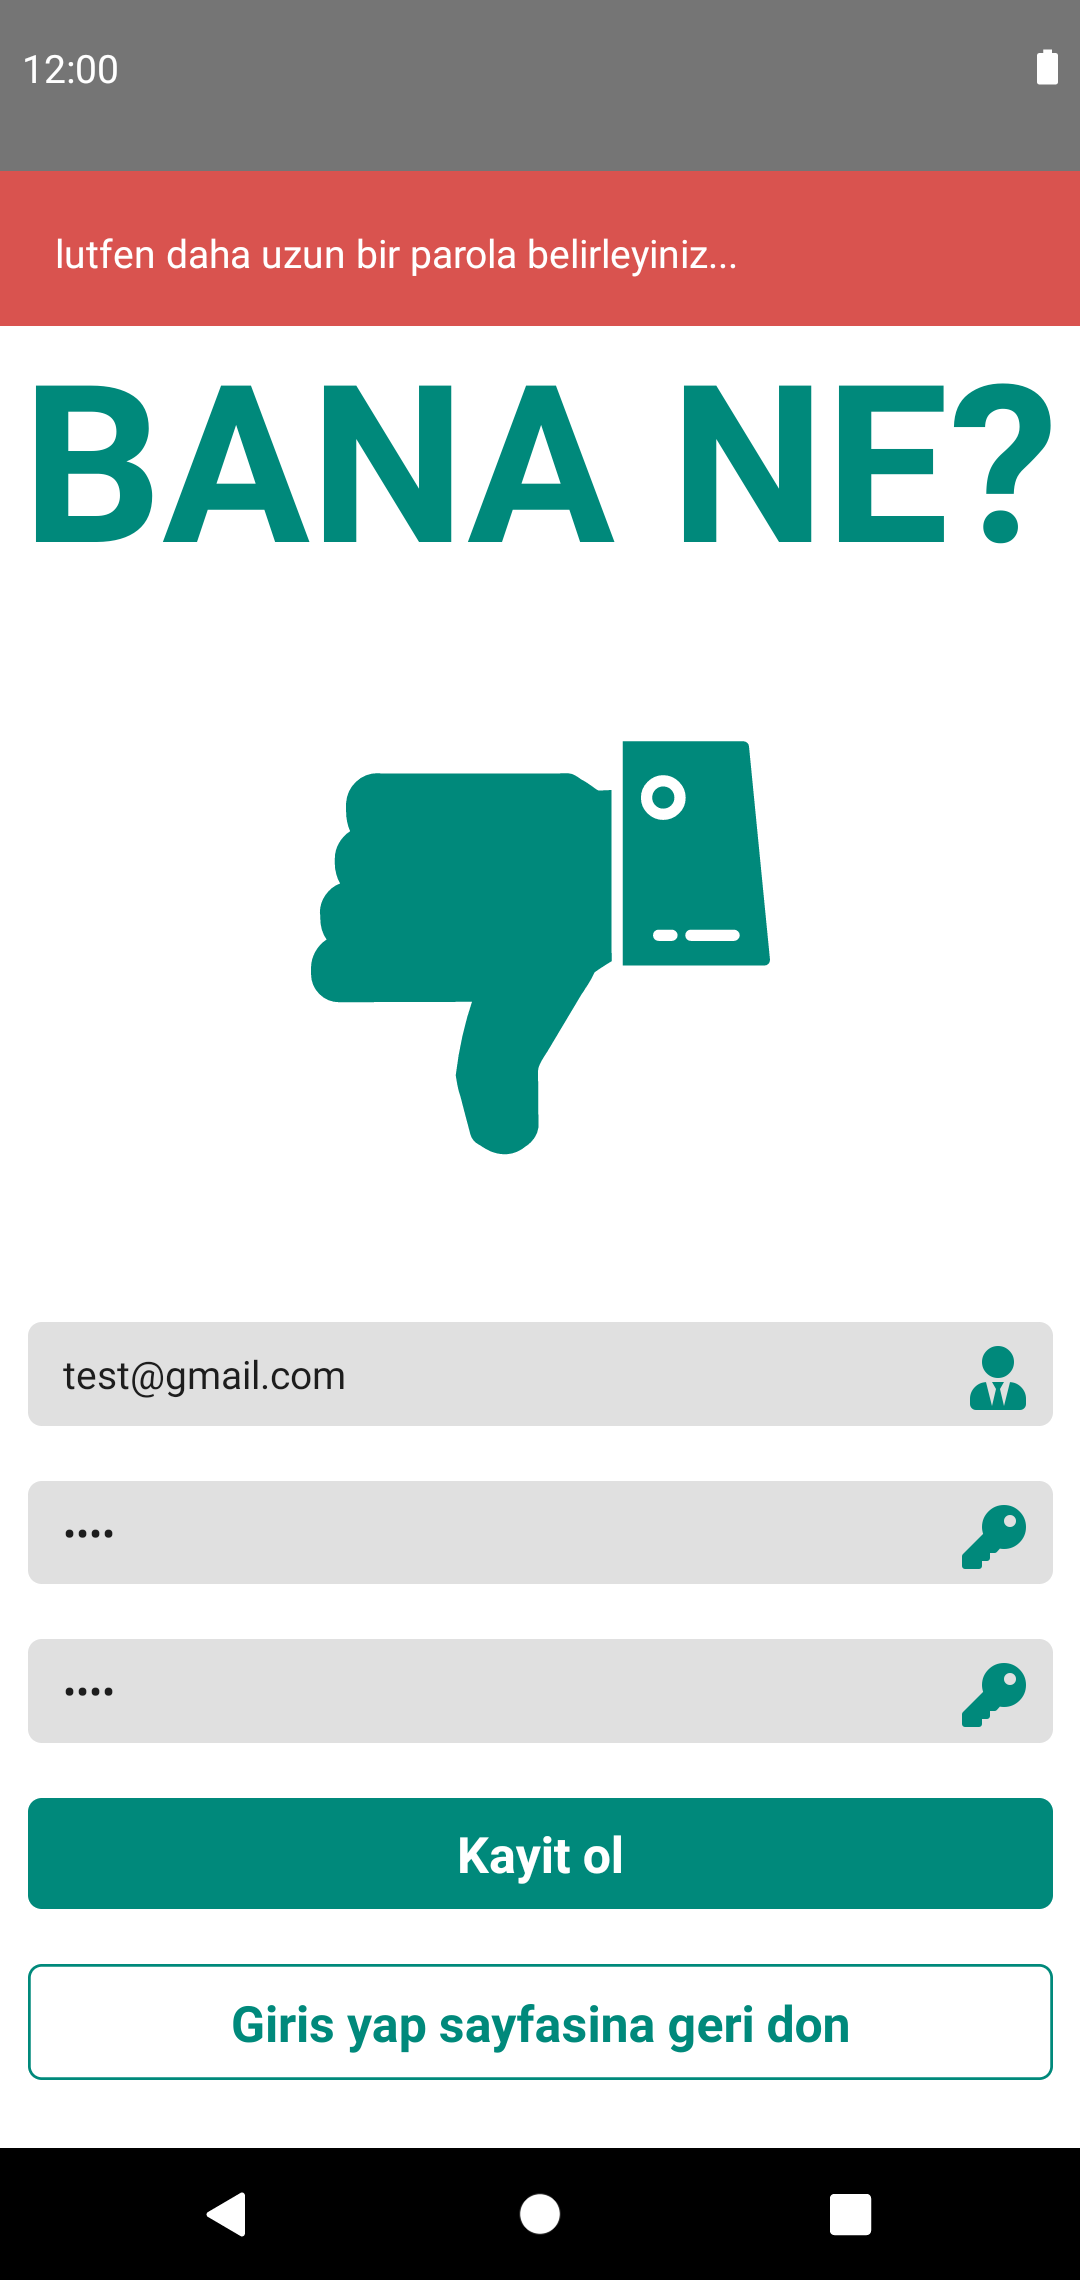 12:00
lutfen daha uzun bir parola belirleyiniz...
BANA NE?
test@gmail.com
••••
••••
Kayit ol
Giris yap sayfasina geri don